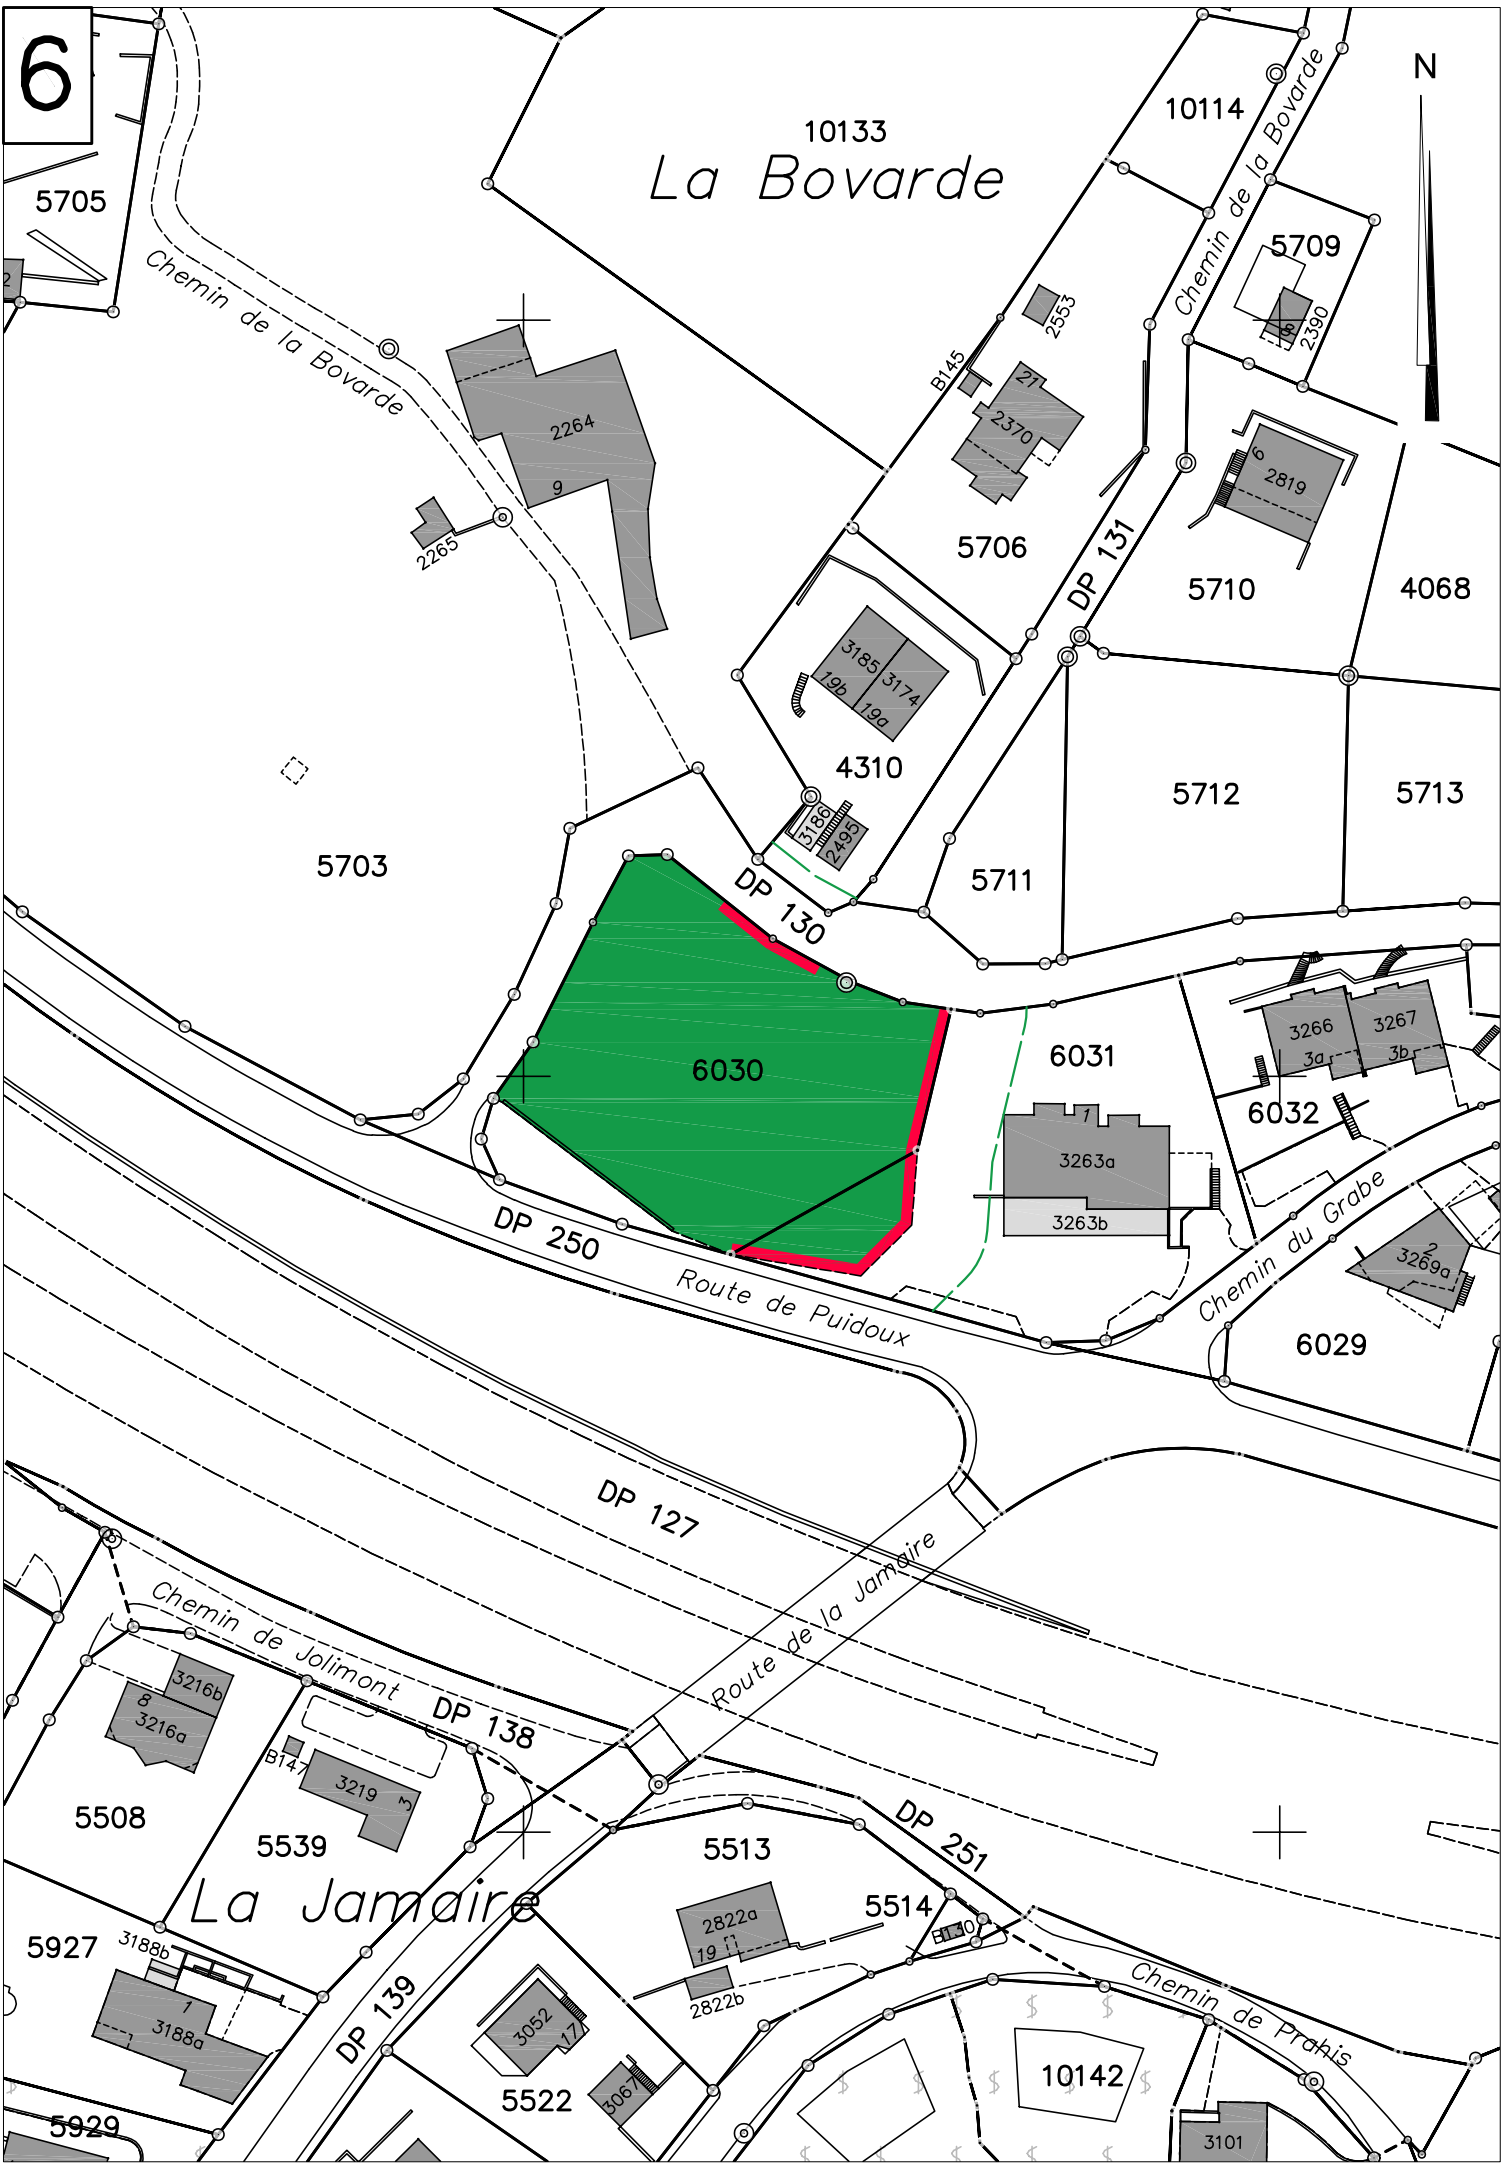 6
N
10114
10133
La Bovarde
Chemin de la Bovarde
5705
2
5709
8
2390
Chemin de la Bovarde
2553
B145
21
2370
2264
9
2265
6
2819
5706
DP 131
5710
4068
3185
19b
3174
19a
4310
5712
5713
3186
2495
5703
DP 130
5711
6030
6031
3266
3a
3267
3b
6032
1
3263a
3263b
DP 250
Route de Puidoux
Chemin du Grabe
2
3269a
6029
DP 127
Route de la Jamaire
Chemin de Jolimont
DP 138
3216b
8
3216a
B147
3219
3
5508
5539
La Jamaire
5513
DP 251
5514
B130
2822a
19
2822b
5927
3188b
1
3188a
DP 139
3052
17
3067
5522
Chemin de Prahis
10142
5929
3101